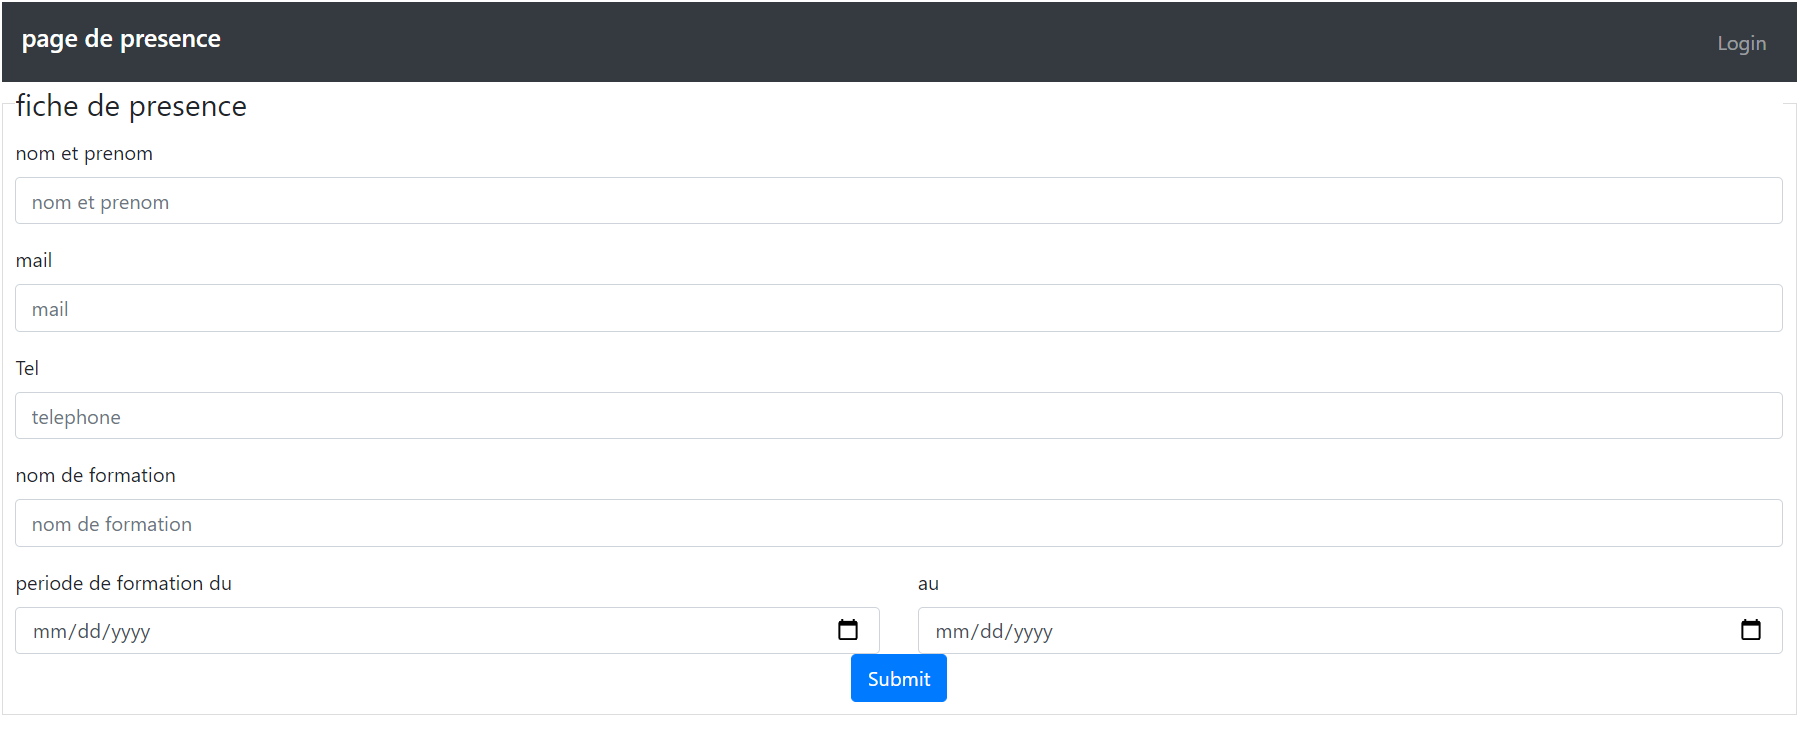 page de presence
Login
fiche de presence
nom et prenom
nom et prenom
mail
mail
Tel
telephone
nom de formation
nom de formation
periode de formation du au
mm/dd/yyyy mm/dd/yyyy
Submit